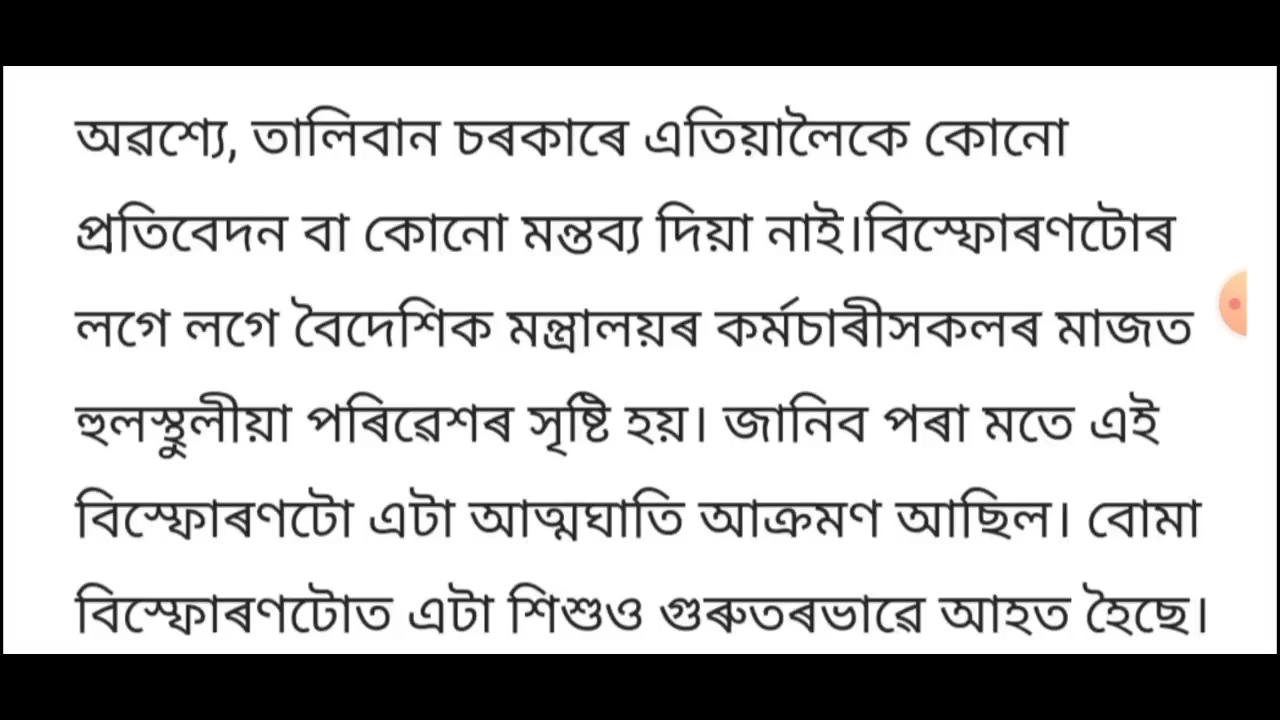 অৱশ্যে, তালিবান চৰকাৰে এতিয়ালৈকে কোনো
প্ৰতিবেদন বা কোনো মন্তব্য দিয়া নাই।বিস্ফোৰণটোৰ
লগে লগে বৈদেশিক মন্ত্ৰালয়ৰ কৰ্মচাৰীসকলৰ মাজত
হুলস্থুলীয়া পৰিৱেশৰ সৃষ্টি হয়। জানিব পৰা মতে এই
বিস্ফোৰণটো এটা আত্মঘাতি আক্ৰমণ আছিল। বোমা
বিস্ফোৰণটোত এটা শিশুও গুৰুতৰভাৱে আহত হৈছে।